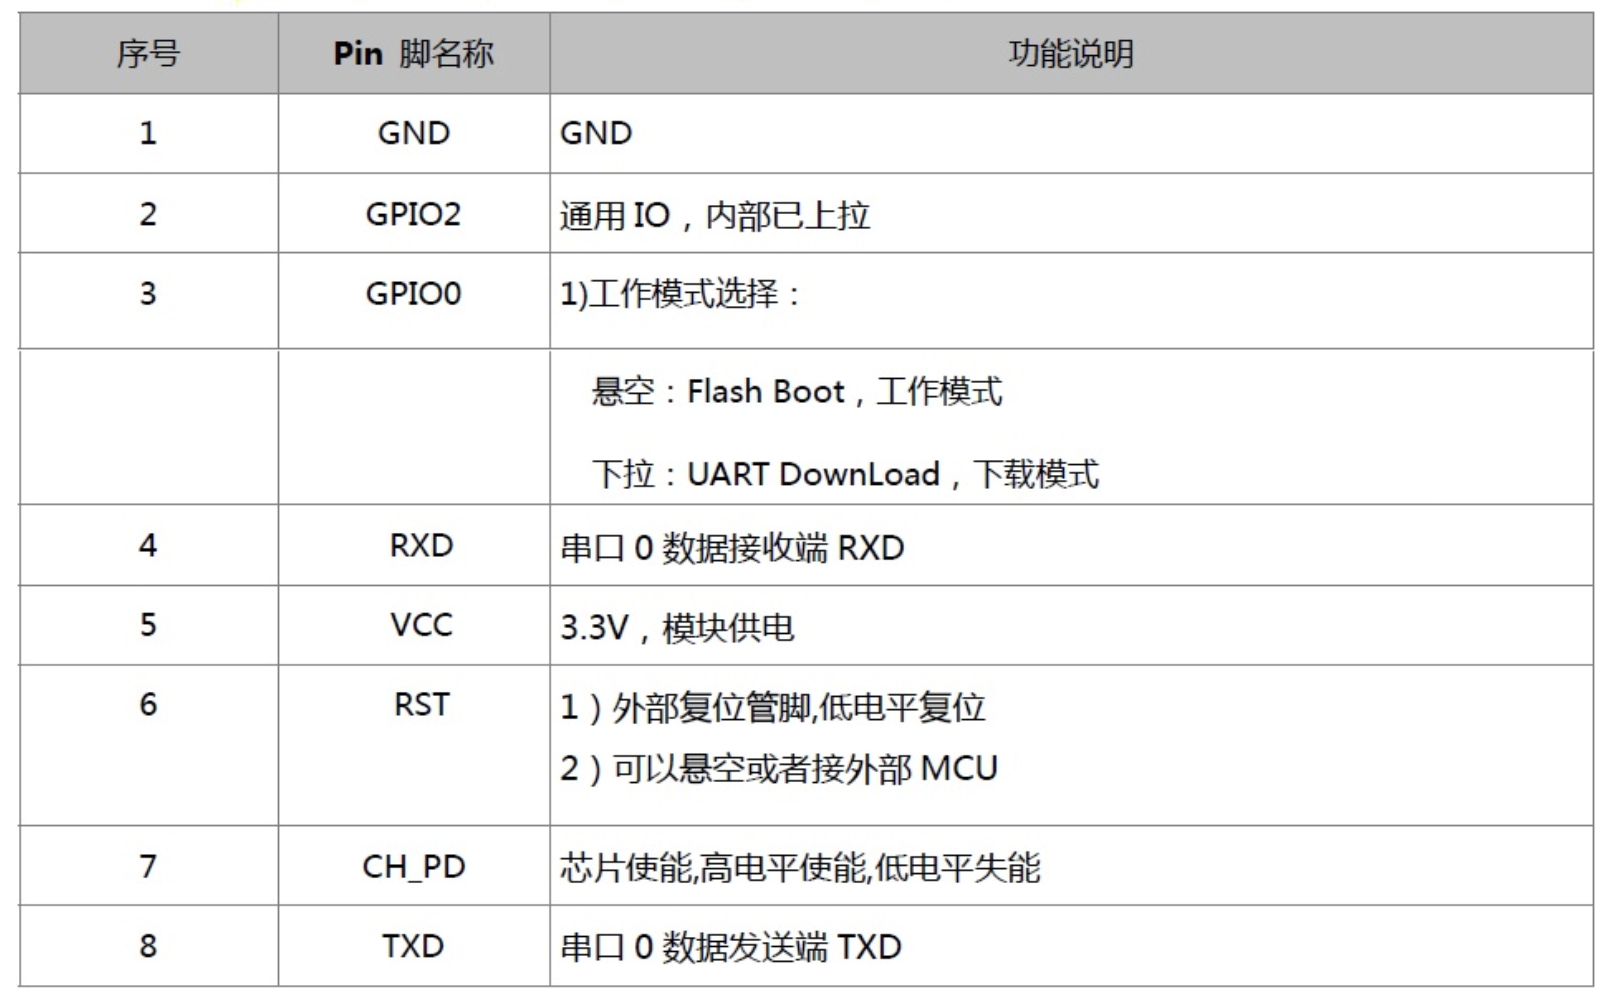 序号 Pin 脚名称 功能说明
1 GND GND
2 GPIO2 通用 IO，内部已上拉
3 GPIO0 1)工作模式选择：
悬空：Flash Boot，工作模式
下拉：UART DownLoad，下载模式
4 RXD 串口 0 数据接收端 RXD
5 VCC 3.3V，模块供电
6 RST 1）外部复位管脚,低电平复位
2）可以悬空或者接外部 MCU
7 CH_PD 芯片使能,高电平使能,低电平失能
8 TXD 串口 0 数据发送端 TXD